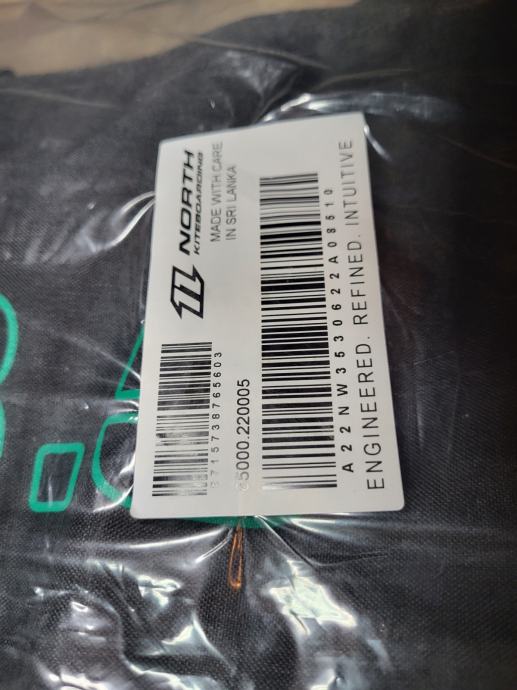 NORTH
KITEBOARDING
MADE WITH CARE
IN SRI LANKA
8715738765603
85000.220005
A22NW3530622A08510
ENGINEERED. REFINED. INTUITIVE